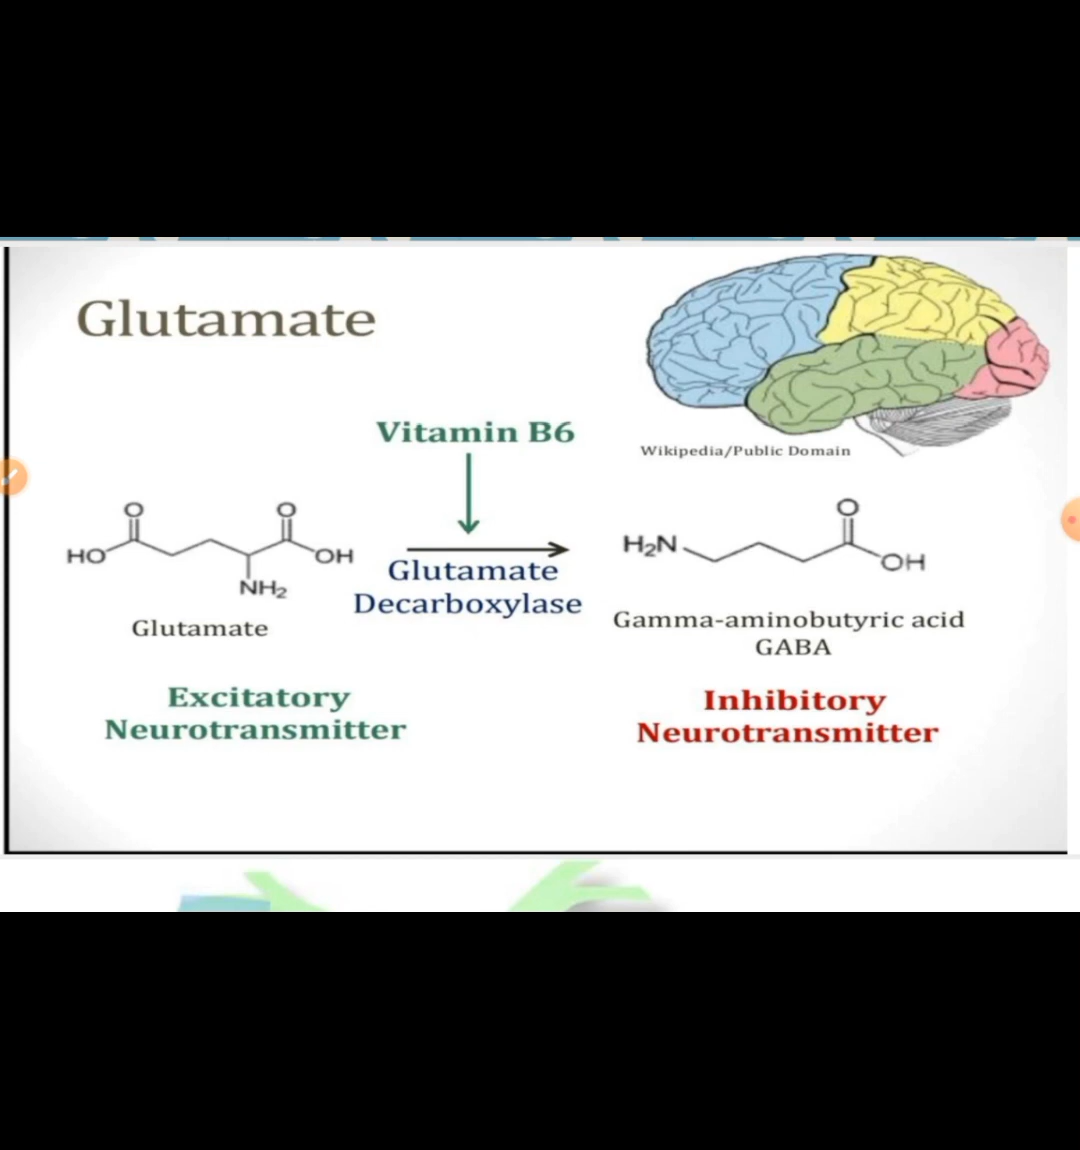 Glutamate
Vitamin B6
Wikipedia/Public Domain
O
O
HO
OH
NH₂
Glutamate
Glutamate
Decarboxylase
O
H₂N
OH
Gamma-aminobutyric acid
GABA
Excitatory
Neurotransmitter
Inhibitory
Neurotransmitter